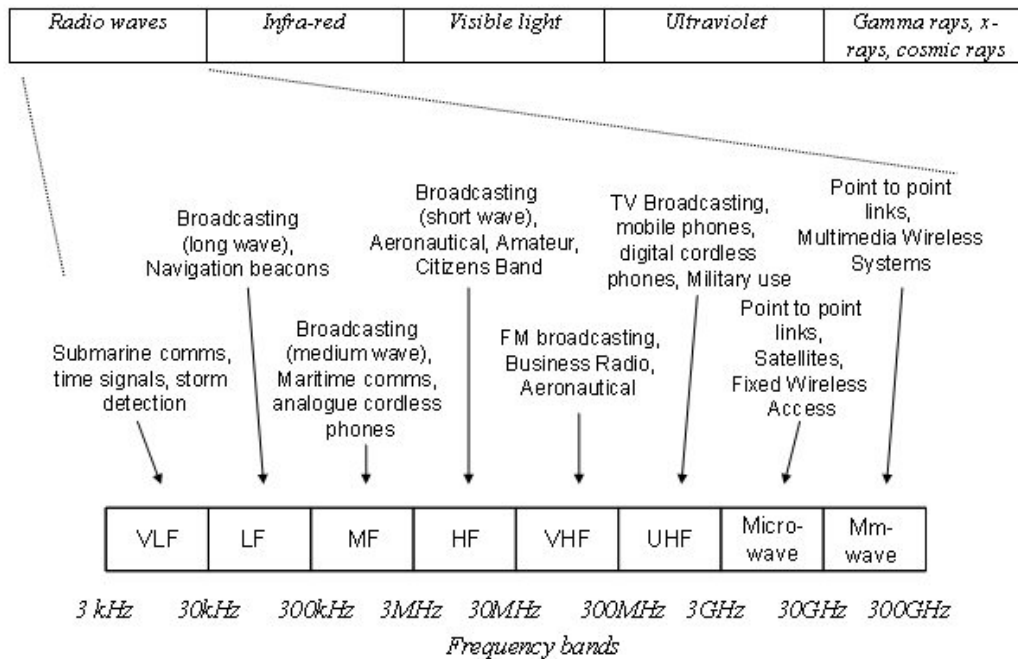 Radio waves
Infra-red
Visible light
Ultraviolet
Gamma rays, x-
rays, cosmic rays
Submarine comms,
time signals, storm
detection
Broadcasting
(long wave),
Navigation beacons
Broadcasting
(medium wave),
Maritime comms,
analogue cordless
phones
Broadcasting
(short wave),
Aeronautical, Amateur,
Citizens Band
FM broadcasting,
Business Radio,
Aeronautical
TV Broadcasting,
mobile phones,
digital cordless
phones, Military use
Point to point
links,
Satellites,
Fixed Wireless
Access
Point to point
links,
Multimedia Wireless
Systems
VLF
LF
MF
HF
VHF
UHF
Micro-
wave
Mm-
wave
3 kHz 30kHz 300kHz 3MHz 30MHz 300MHz 3GHz 30GHz 300GHz
Frequency bands